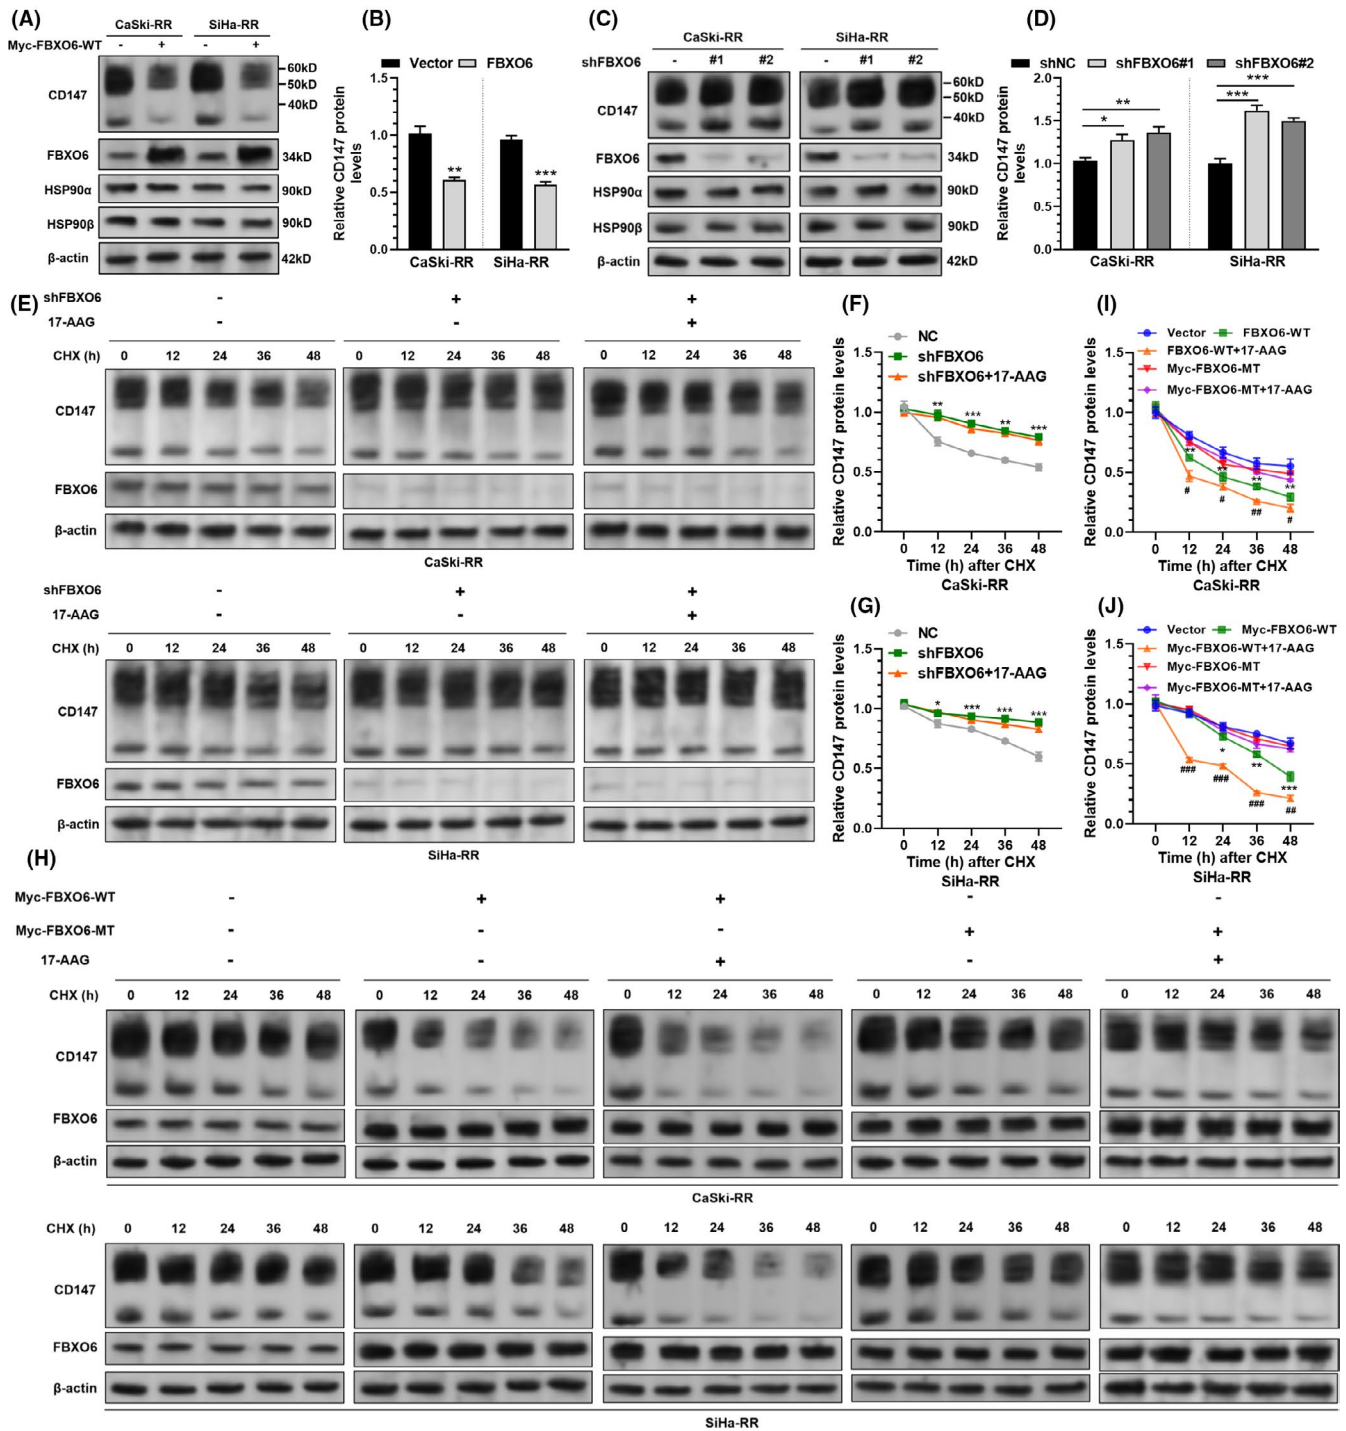 (A)
CaSki-RR SiHa-RR
Myc-FBXO6-WT - + - +
CD147
60kD
50kD
40kD
FBXO6 34kD
HSP90α 90kD
HSP90β 90kD
β-actin 42kD
(B)
Vector FBXO6
Relative CD147 protein
levels
1.5
1.0
0.5
0.0
** ***
CaSki-RR SiHa-RR
(C)
CaSki-RR SiHa-RR
shFBXO6 - #1 #2 - #1 #2
CD147
60kD
50kD
40kD
FBXO6 34kD
HSP90α 90kD
HSP90β 90kD
β-actin 42kD
(D)
shNC shFBXO6#1 shFBXO6#2
Relative CD147 protein
levels
2.0
1.5
1.0
0.5
0.0
**
*
***
***
CaSki-RR SiHa-RR
(E)
shFBXO6 - + +
17-AAG - - +
CHX (h) 0 12 24 36 48 0 12 24 36 48 0 12 24 36 48
CD147
FBXO6
β-actin
CaSki-RR
shFBXO6 - + +
17-AAG - - +
CHX (h) 0 12 24 36 48 0 12 24 36 48 0 12 24 36 48
CD147
FBXO6
β-actin
SiHa-RR
(F)
NC
shFBXO6
shFBXO6+17-AAG
Relative CD147 protein levels
1.5
1.0
0.5
0.0
** *** ** ***
0 12 24 36 48
Time (h) after CHX
CaSki-RR
(G)
NC
shFBXO6
shFBXO6+17-AAG
Relative CD147 protein levels
1.5
1.0
0.5
0.0
* *** *** ***
0 12 24 36 48
Time (h) after CHX
SiHa-RR
(I)
Vector FBXO6-WT
FBXO6-WT+17-AAG
Myc-FBXO6-MT
Myc-FBXO6-MT+17-AAG
Relative CD147 protein levels
1.5
1.0
0.5
0.0
** ** ** **
# # ## #
0 12 24 36 48
Time (h) after CHX
CaSki-RR
(J)
Vector Myc-FBXO6-WT
Myc-FBXO6-WT+17-AAG
Myc-FBXO6-MT
Myc-FBXO6-MT+17-AAG
Relative CD147 protein levels
1.5
1.0
0.5
0.0
* ** ***
### ### ### ##
0 12 24 36 48
Time (h) after CHX
SiHa-RR
(H)
Myc-FBXO6-WT - + + - -
Myc-FBXO6-MT - - - + +
17-AAG - - + - +
CHX (h) 0 12 24 36 48 0 12 24 36 48 0 12 24 36 48 0 12 24 36 48 0 12 24 36 48
CD147
FBXO6
β-actin
CaSki-RR
CHX (h) 0 12 24 36 48 0 12 24 36 48 0 12 24 36 48 0 12 24 36 48 0 12 24 36 48
CD147
FBXO6
β-actin
SiHa-RR